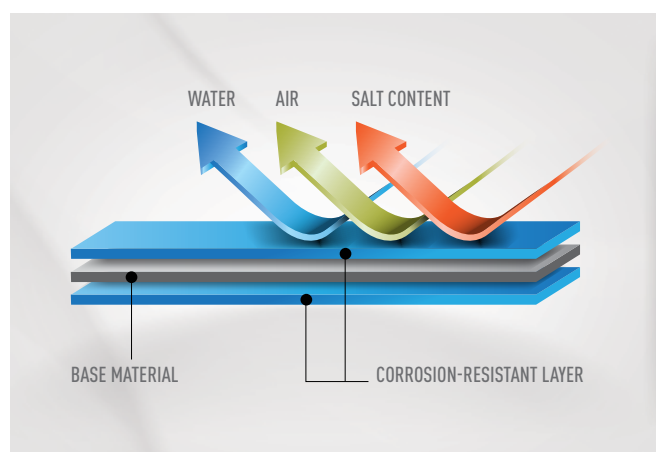 WATER
AIR
SALT CONTENT
BASE MATERIAL
CORROSION-RESISTANT LAYER